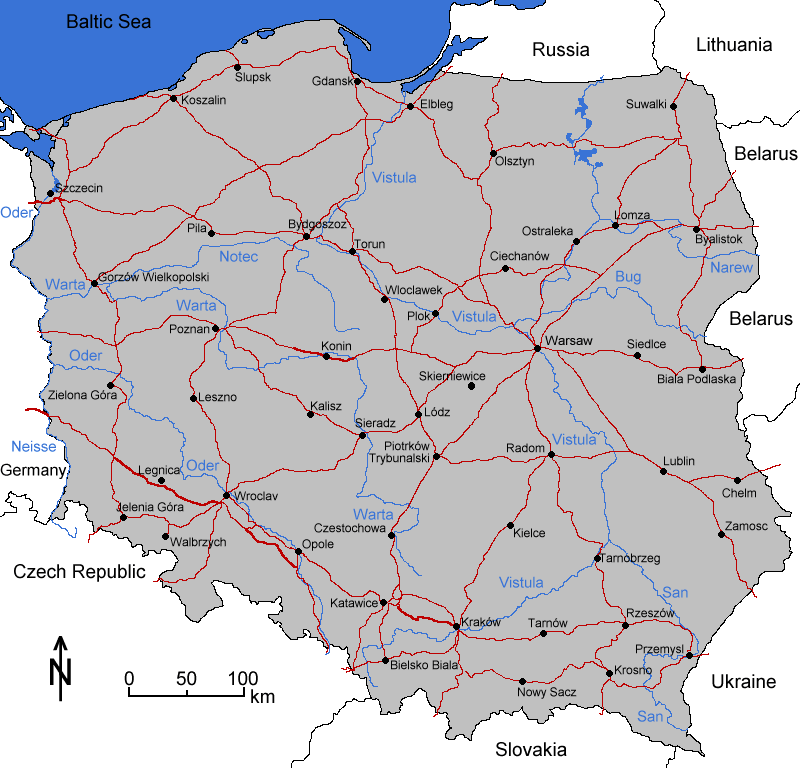 Baltic Sea
Russia
Lithuania
Slupsk
Gdansk
Koszalin
Elbleg
Suwalki
Belarus
Olsztyn
Vistula
Szczecin
Oder
Pila
Bydgoszoz
Lomza
Ostraleka
Byalistok
Torun
Notec
Ciechanów
Narew
Gorzów Wielkopolski
Bug
Warta
Wloclawek
Warta
Plok
Vistula
Belarus
Poznan
Konin
Warsaw
Siedlce
Oder
Skierniewice
Biala Podlaska
Zielona Góra
Leszno
Kalisz
Lódz
Sieradz
Neisse
Piotrków
Trybunalski
Radom
Vistula
Germany
Legnica
Oder
Lublin
Wroclav
Chelm
Jelenia Góra
Warta
Czestochowa
Kielce
Zamosc
Walbrzych
Opole
Tarnobrzeg
Czech Republic
Vistula
San
Katawice
Kraków
Tarnów
Rzeszów
Przemysl
Bielsko Biala
Krosno
N
0 50 100
km
Nowy Sacz
Ukraine
San
Slovakia